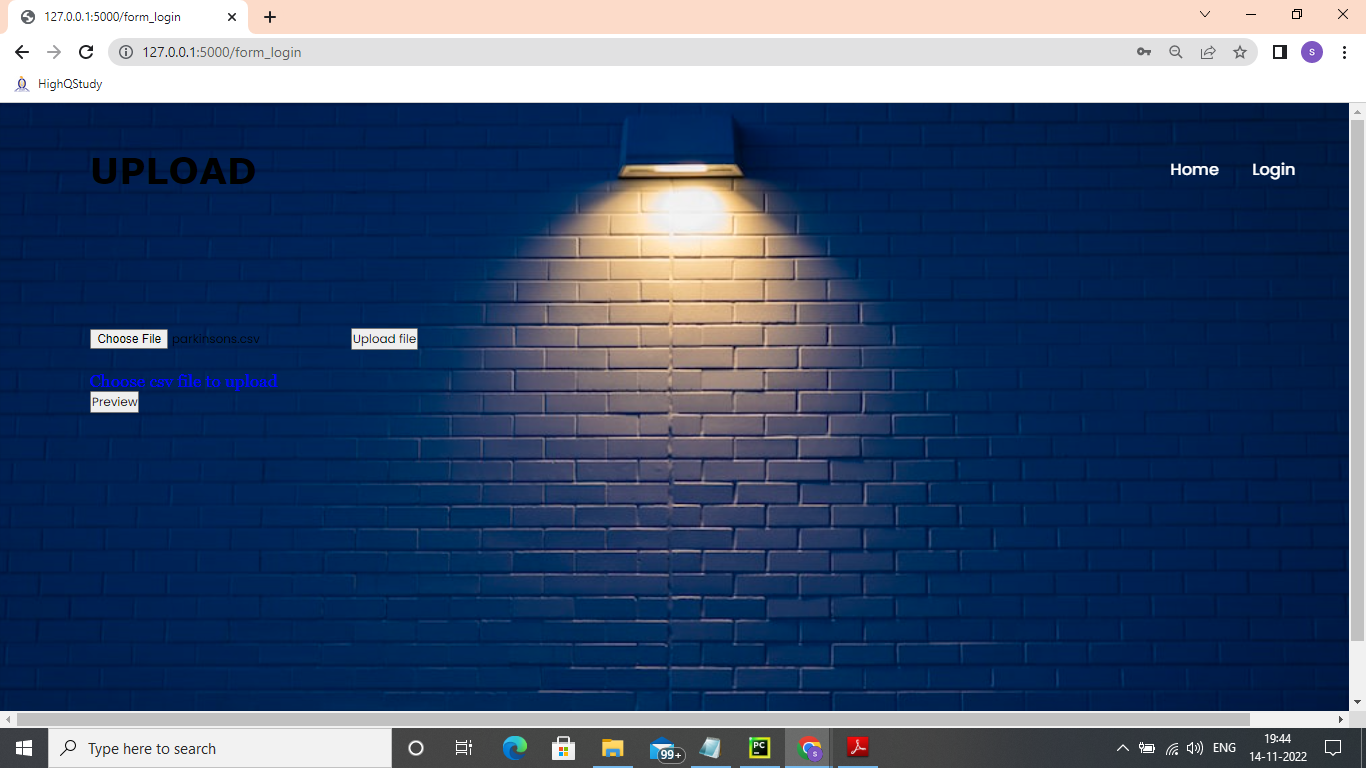 127.0.0.1:5000/form_login
127.0.0.1:5000/form_login
S
HighQStudy
UPLOAD
Home Login
Choose File parkinsons.csv Upload file
Choose csv file to upload
Preview
Type here to search
99+
PC
S
ENG
19:44
14-11-2022